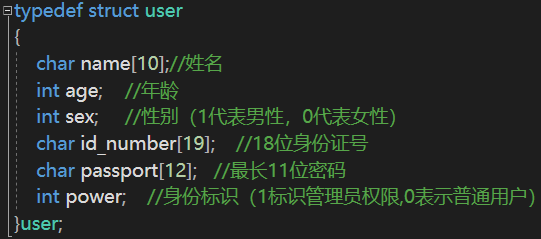 typedef struct user
{
char name[10];//姓名
int age; //年龄
int sex; //性别（1代表男性，0代表女性）
char id_number[19]; //18位身份证号
char passport[12]; //最长11位密码
int power; //身份标识（1标识管理员权限,0表示普通用户）
}user;